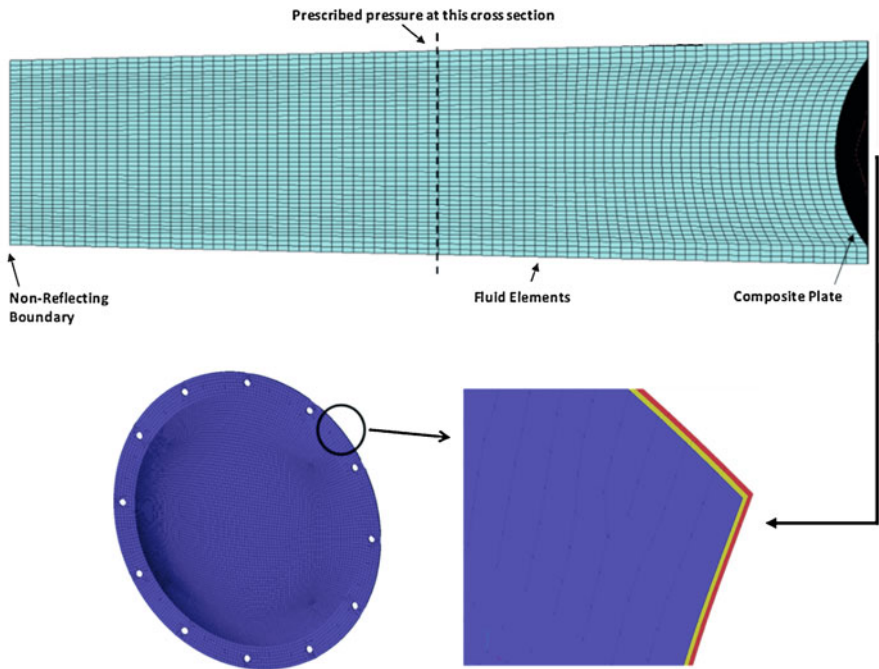 Prescribed pressure at this cross section
Non-Reflecting
Boundary
Fluid Elements
Composite Plate